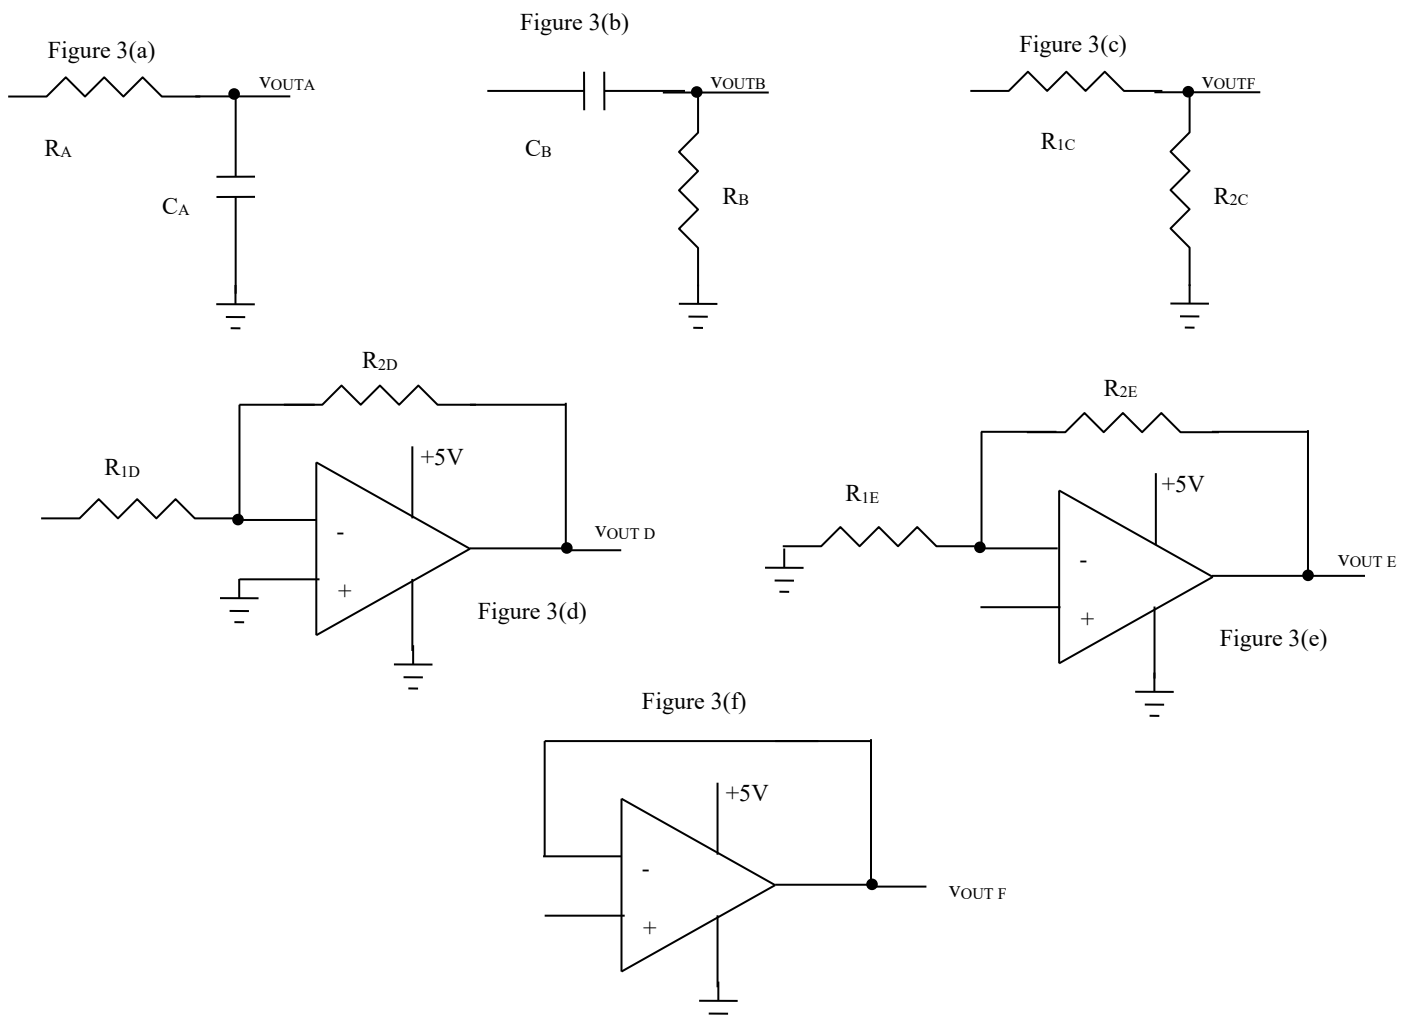 Figure 3(a)
Figure 3(b)
Figure 3(c)
vOUTA
vOUTB
vOUTF
RA
CB
R1C
CA
RB
R2C
R2D
R2E
R1D
+5V
R1E
+5V
-
vOUT D
-
vOUT E
+
Figure 3(d)
+
Figure 3(e)
Figure 3(f)
+5V
-
vOUT F
+